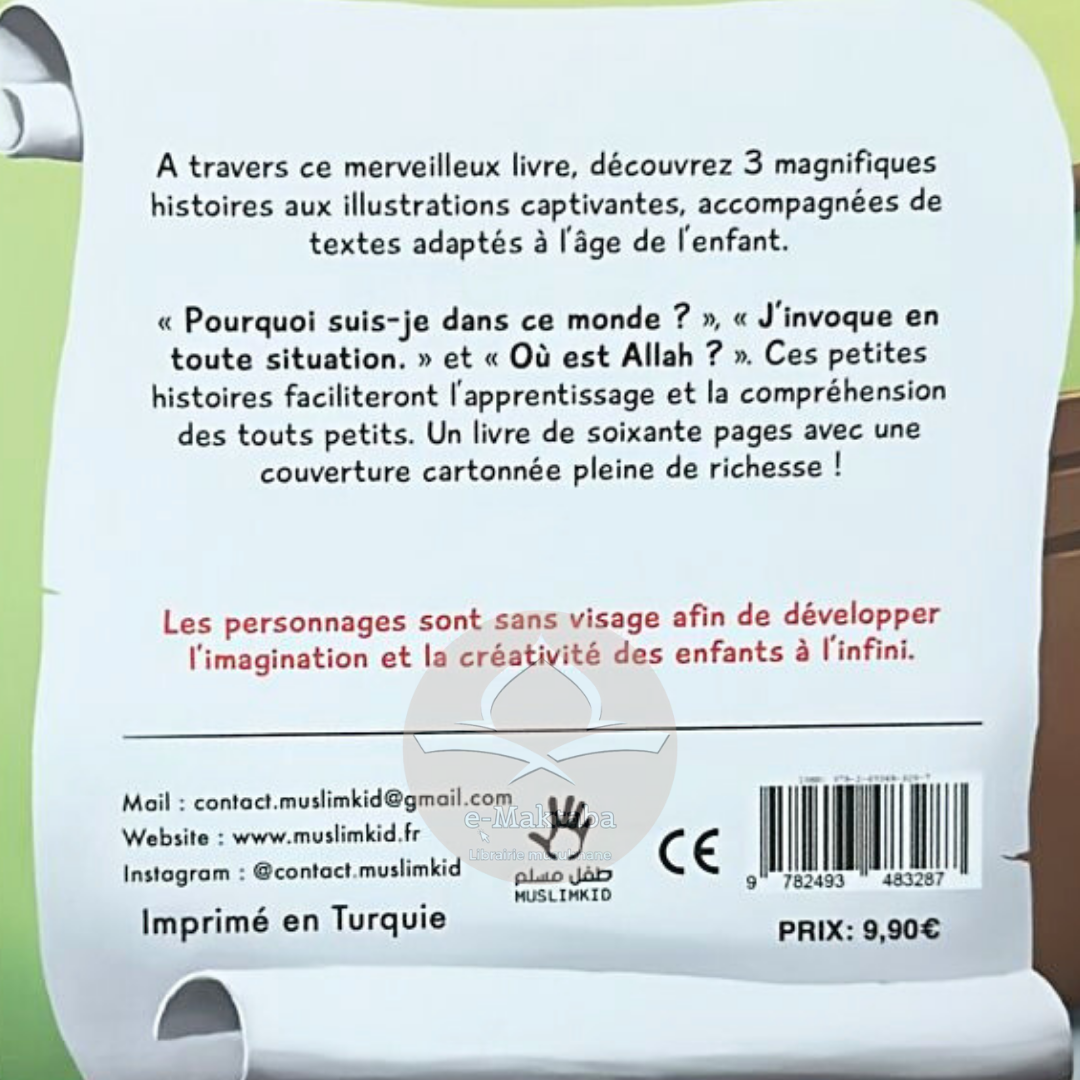 A travers ce merveilleux livre, découvrez 3 magnifiques
histoires aux illustrations captivantes, accompagnées de
textes adaptés à l'âge de l'enfant.
« Pourquoi suis-je dans ce monde ? », « J'invoque en
toute situation. » et « Où est Allah ? ». Ces petites
histoires faciliteront l'apprentissage et la compréhension
des touts petits. Un livre de soixante pages avec une
couverture cartonnée pleine de richesse !
Les personnages sont sans visage afin de développer
l'imagination et la créativité des enfants à l'infini.
Mail : contact.muslimkid@gmail.com
Website : www.muslimkid.fr
Instagram : @contact.muslimkid
Imprimé en Turquie
e-Maktaba
Librairie musulmane
طفل مسلم
MUSLIMKID
CE
9 782493 483287
PRIX: 9,90€